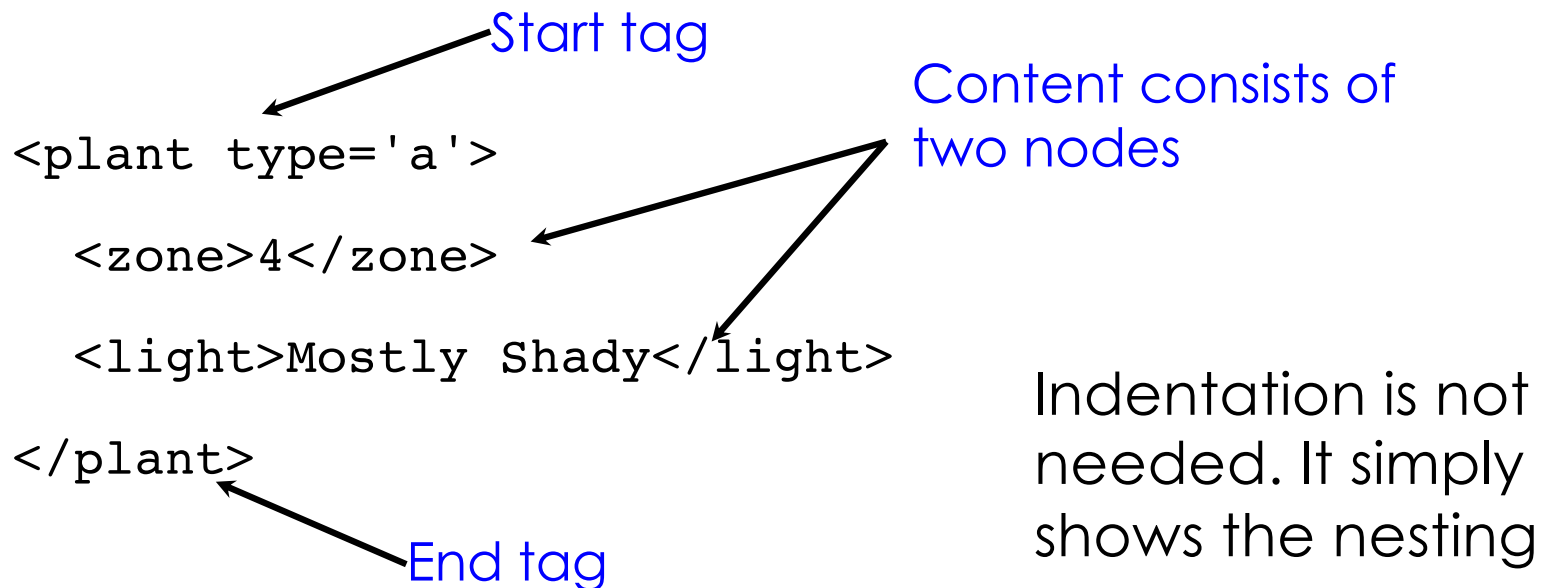 Start tag
Content consists of
two nodes
<plant type='a'>
<zone>4</zone>
<light>Mostly Shady</light>
</plant>
End tag
Indentation is not
needed. It simply
shows the nesting